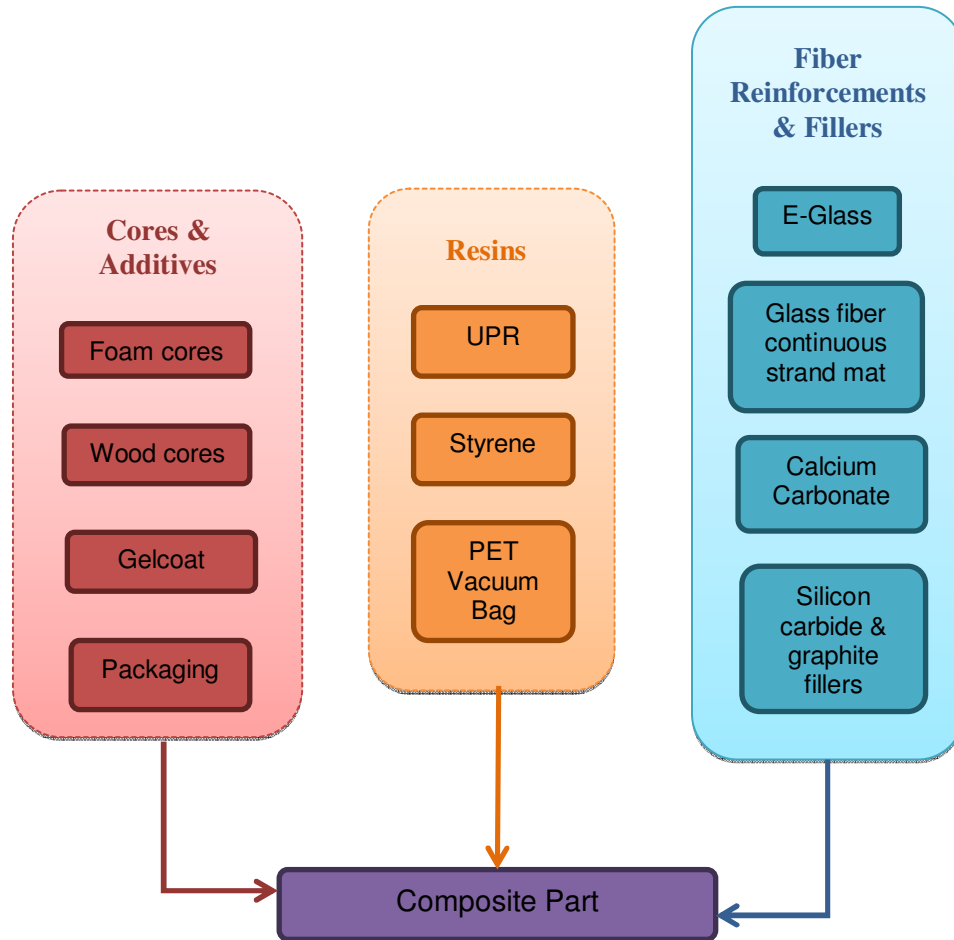 Cores &
Additives
Foam cores
Wood cores
Gelcoat
Packaging
Resins
UPR
Styrene
PET
Vacuum
Bag
Fiber
Reinforcements
& Fillers
E-Glass
Glass fiber
continuous
strand mat
Calcium
Carbonate
Silicon
carbide &
graphite
fillers
Composite Part